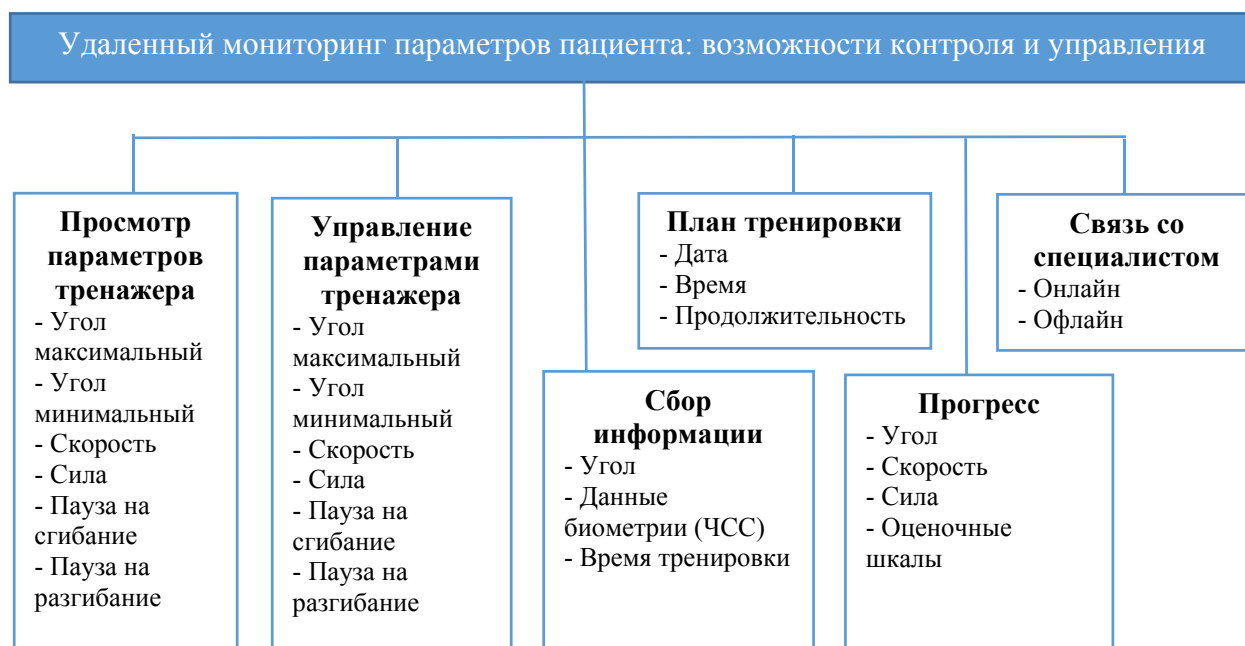 Удаленный мониторинг параметров пациента: возможности контроля и управления
Просмотр
параметров
тренажера
- Угол
максимальный
- Угол
минимальный
- Скорость
- Сила
- Пауза на
сгибание
- Пауза на
разгибание
Управление
параметрами
тренажера
- Угол
максимальный
- Угол
минимальный
- Скорость
- Сила
- Пауза на
сгибание
- Пауза на
разгибание
Сбор
информации
- Угол
- Данные
биометрии (ЧСС)
- Время тренировки
План тренировки
- Дата
- Время
- Продолжительность
Прогресс
- Угол
- Скорость
- Сила
- Оценочные
шкалы
Связь со
специалистом
- Онлайн
- Офлайн